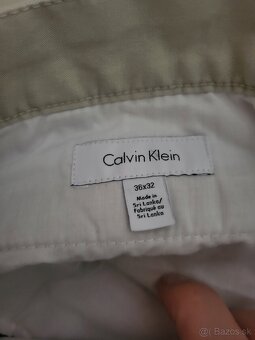 Calvin Klein
36x32
Made in
Sri Lanka/
Fabriqué au
Sri Lanka
Bazos.sk